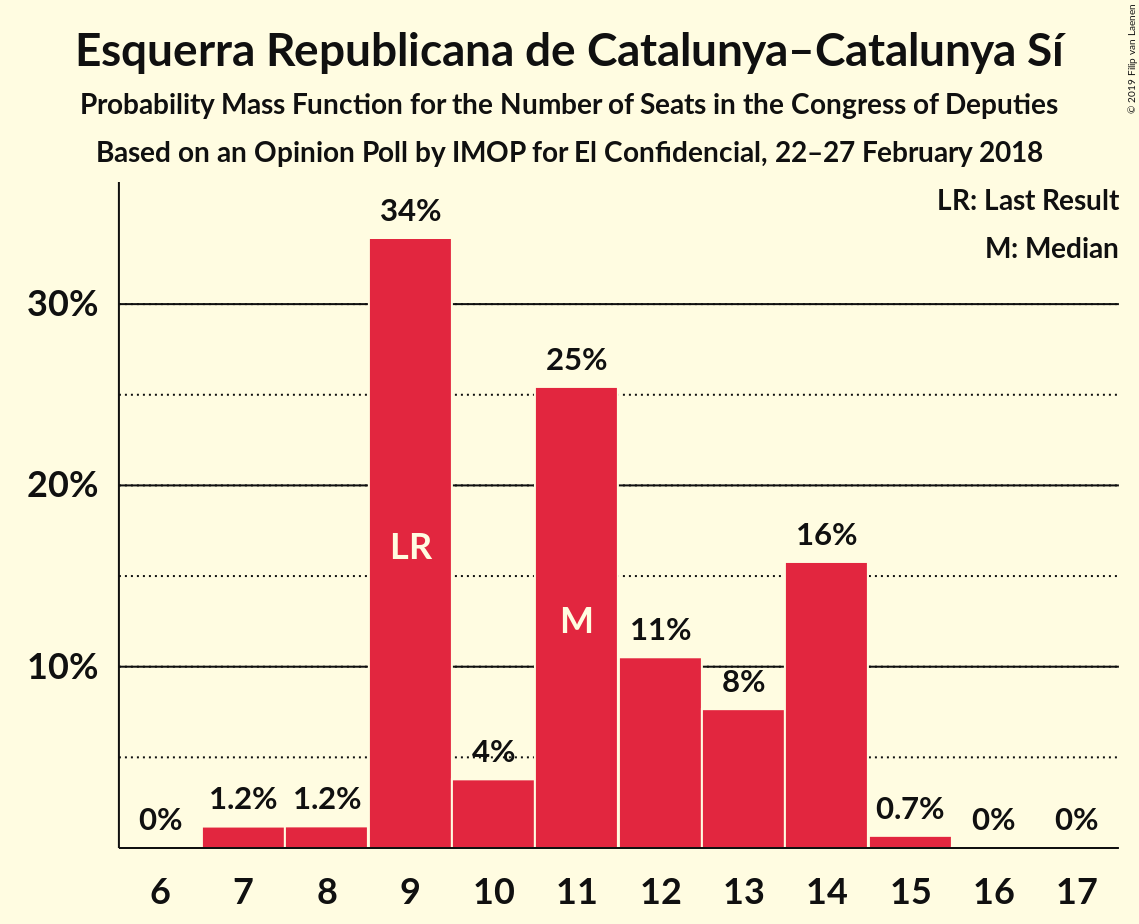 Esquerra Republicana de Catalunya–Catalunya Sí
Probability Mass Function for the Number of Seats in the Congress of Deputies
Based on an Opinion Poll by IMOP for El Confidencial, 22–27 February 2018
© 2019 Filip van Laenen
LR: Last Result
M: Median
34%
30%
25%
20%
16%
LR
M
11%
10%
8%
4%
1.2% 1.2%
0% 0.7% 0% 0%
6 7 8 9 10 11 12 13 14 15 16 17